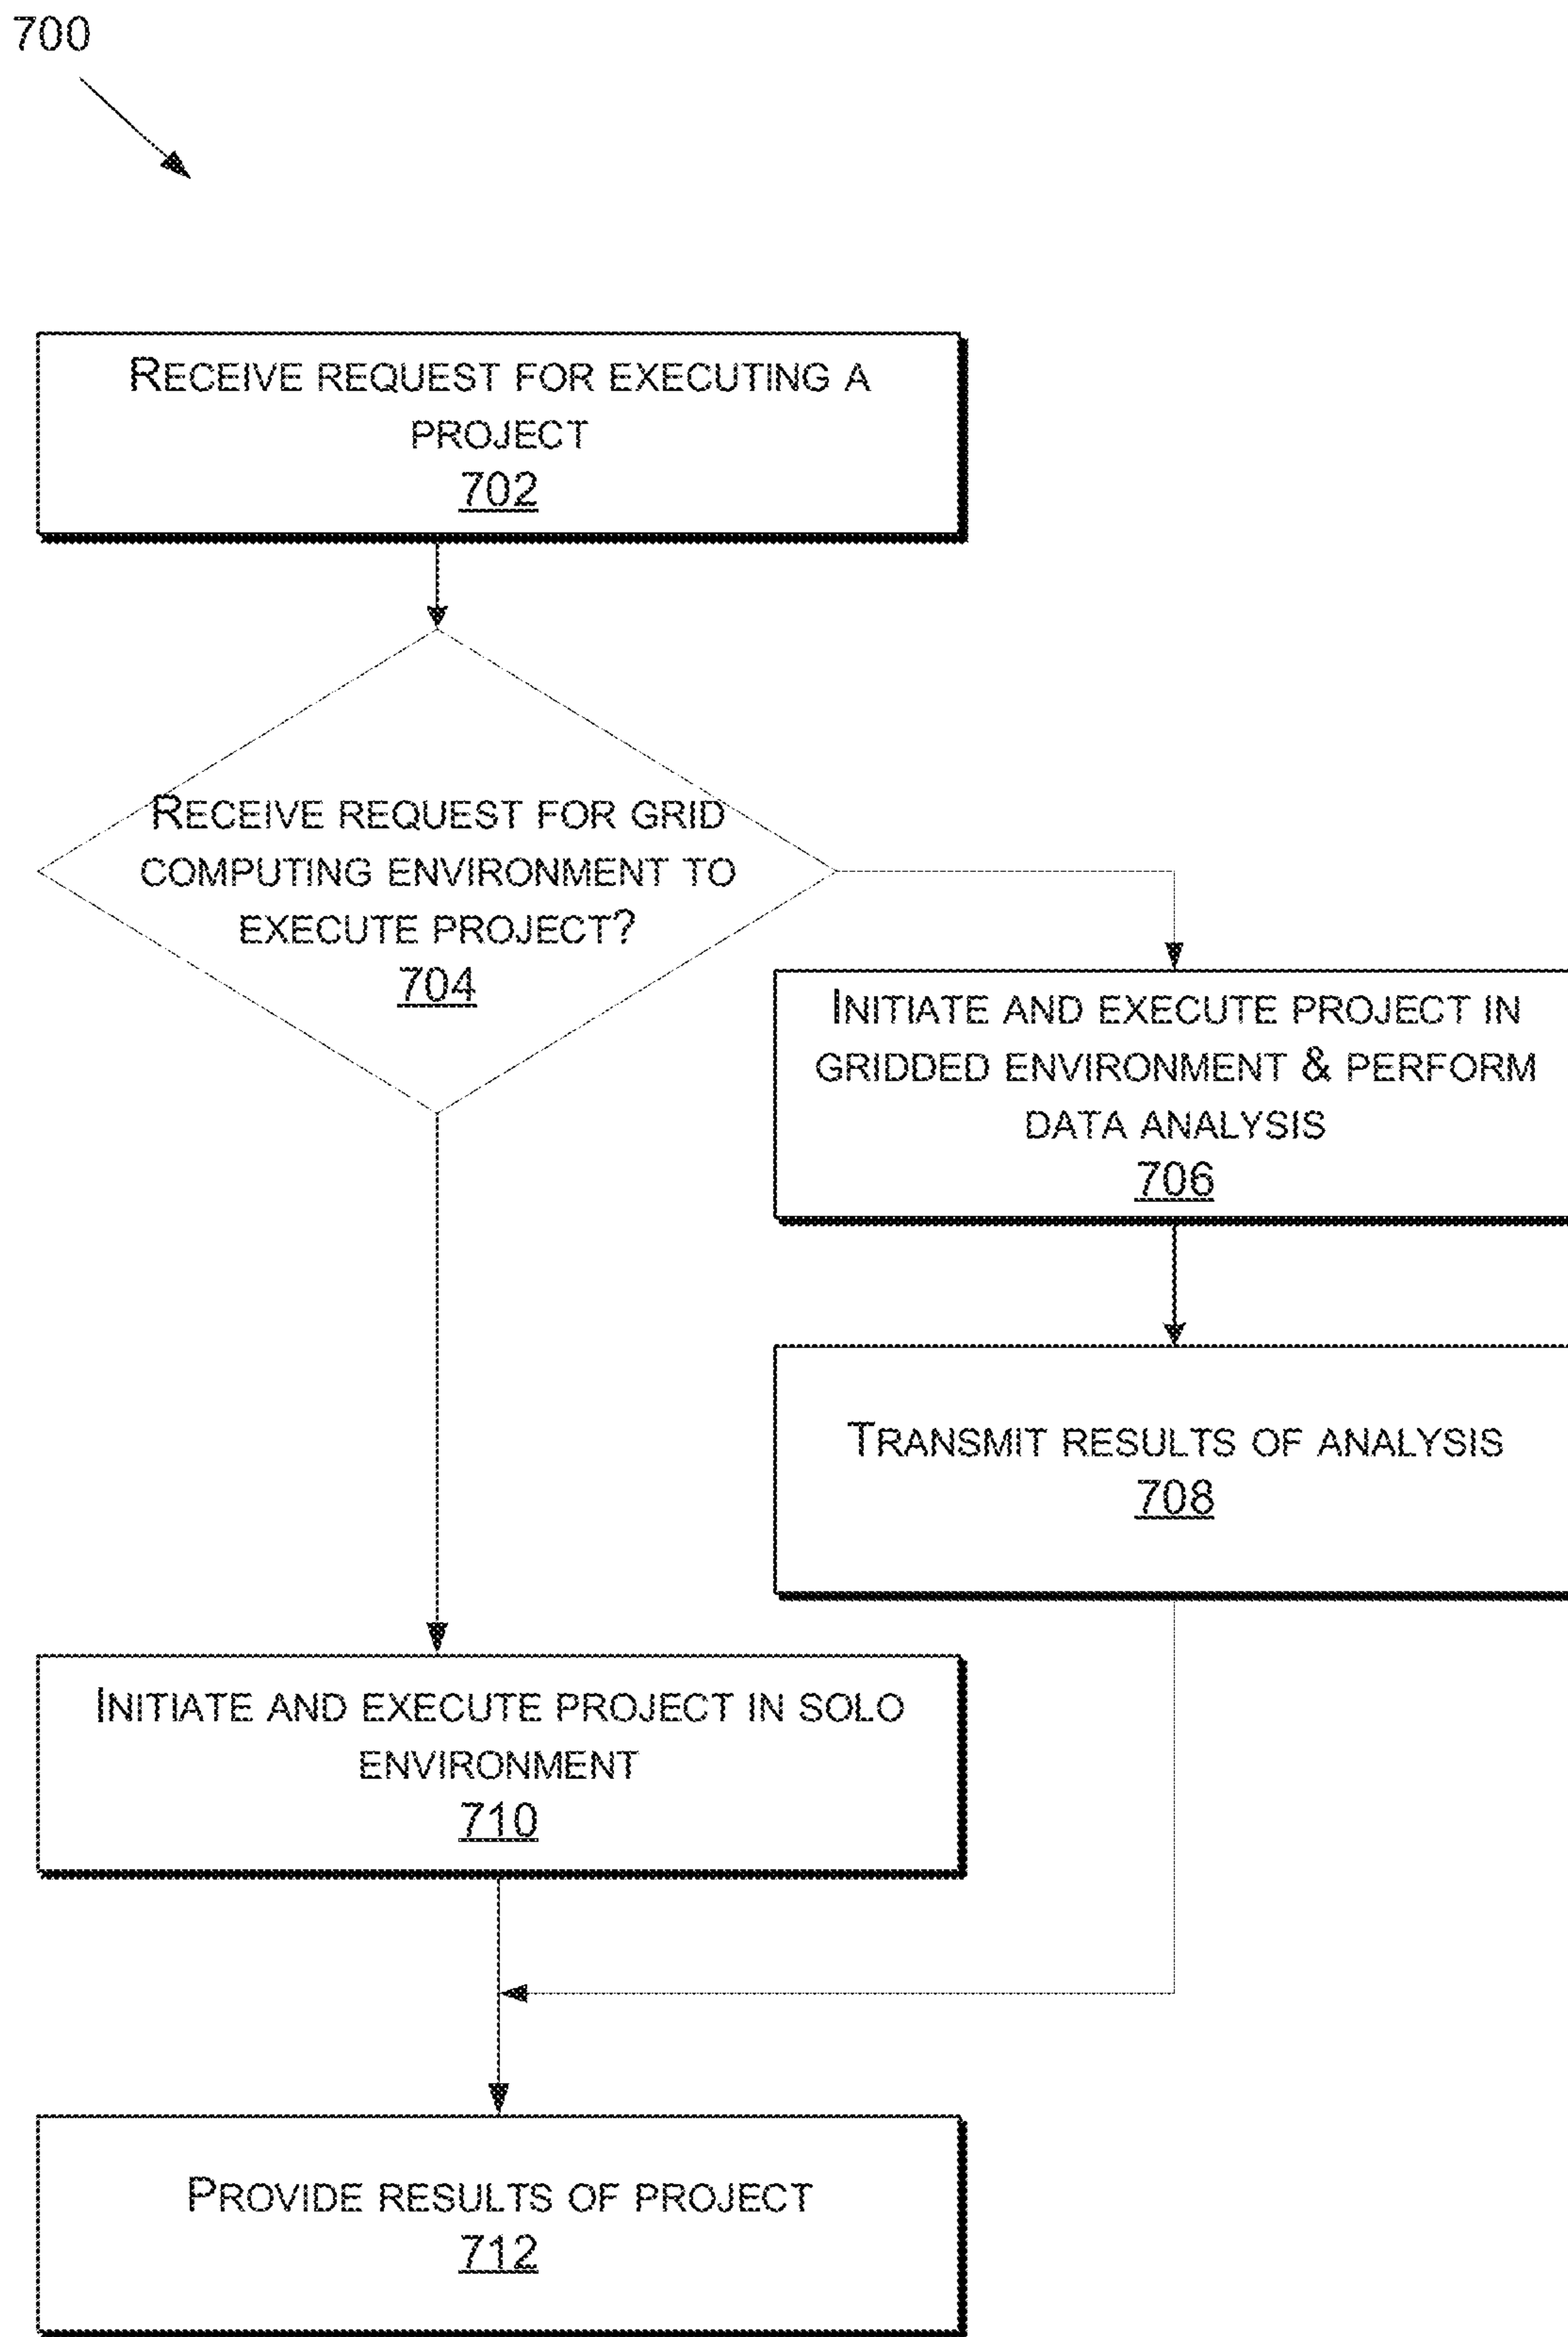 700
RECEIVE REQUEST FOR EXECUTING A
PROJECT
702
RECEIVE REQUEST FOR GRID
COMPUTING ENVIRONMENT TO
EXECUTE PROJECT?
704
INITIATE AND EXECUTE PROJECT IN
GRIDDED ENVIRONMENT & PERFORM
DATA ANALYSIS
706
TRANSMIT RESULTS OF ANALYSIS
708
INITIATE AND EXECUTE PROJECT IN SOLO
ENVIRONMENT
710
PROVIDE RESULTS OF PROJECT
712